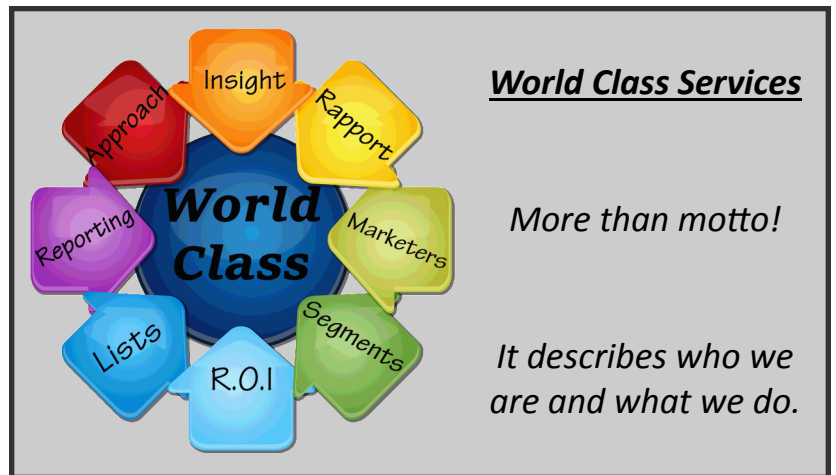 Insight
Rapport
Marketers
Segments
R.O.I
Lists
Reporting
Approach
World
Class
World Class Services
More than motto!
It describes who we
are and what we do.